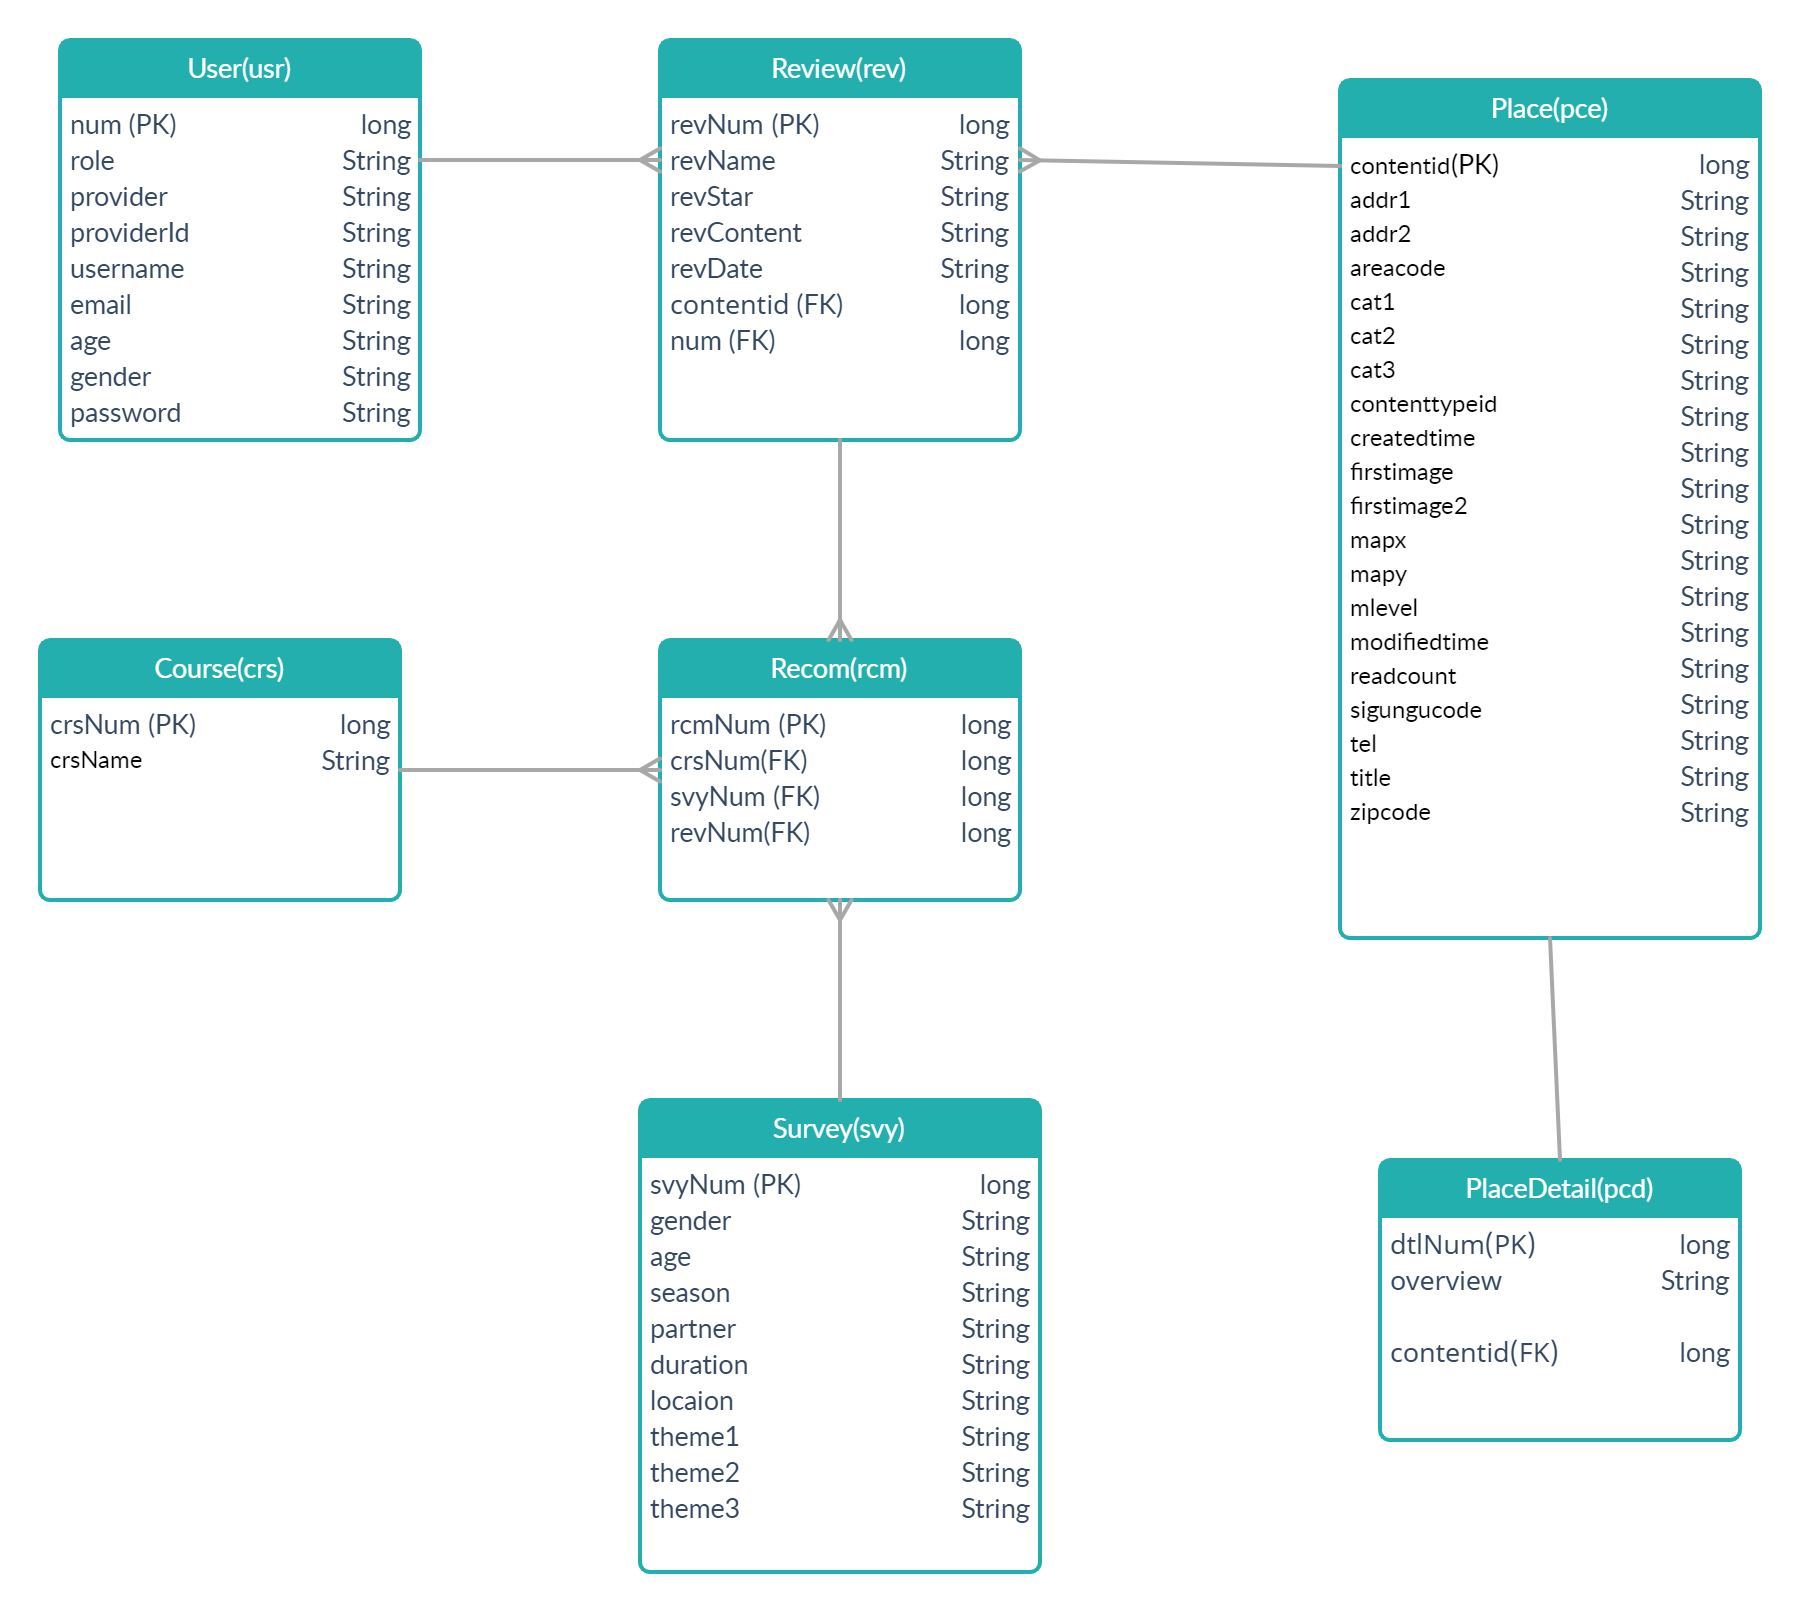 User(usr)
num (PK) long
role String
provider String
providerId String
username String
email String
age String
gender String
password String
Review(rev)
revNum (PK) long
revName String
revStar String
revContent String
revDate String
contentid (FK) long
num (FK) long
Place(pce)
contentid(PK) long
addr1 String
addr2 String
areacode String
cat1 String
cat2 String
cat3 String
contenttypeid String
createdtime String
firstimage String
firstimage2 String
mapx String
mapy String
mlevel String
modifiedtime String
readcount String
sigungucode String
tel String
title String
zipcode String
Course(crs)
crsNum (PK) long
crsName String
Recom(rcm)
rcmNum (PK) long
crsNum(FK) long
svyNum (FK) long
revNum(FK) long
Survey(svy)
svyNum (PK) long
gender String
age String
season String
partner String
duration String
locaion String
theme1 String
theme2 String
theme3 String
PlaceDetail(pcd)
dtlNum(PK) long
overview String
contentid(FK) long